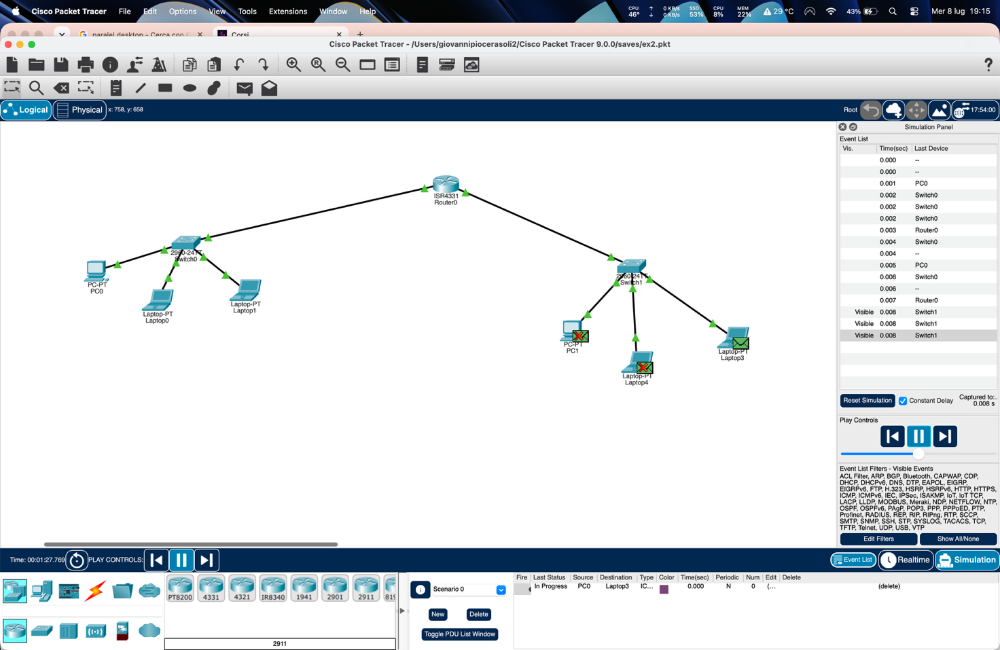 Cisco Packet Tracer File Edit Options View Tools Extensions Window Help CPU 46° ↑ ↓ 0 KB/s 0 KB/s SSD 53% CPU 8% MEM 22% 29 °C 43% Mer 8 lug 19:15
Corsi
Cisco Packet Tracer - /Users/giovannipiocerasoli2/Cisco Packet Tracer 9.0.0/saves/ex2.pkt
Logical Physical x: 758, y: 658 Root 17:54:00
Simulation Panel
Event List
Vis. Time(sec) Last Device
0.000 --
0.000 --
0.001 PC0
0.002 Switch0
0.002 Switch0
0.002 Switch0
0.003 Router0
0.004 Switch0
0.004 --
0.005 PC0
0.006 Switch0
0.006 --
0.007 Router0
Visible 0.008 Switch1
Visible 0.008 Switch1
Visible 0.008 Switch1
ISR4331
Router0
2960-24TT
Switch0
PC-PT
PC0
Laptop-PT
Laptop0
Laptop-PT
Laptop1
2960-24TT
Switch1
PC-PT
PC1
Laptop-PT
Laptop4
Laptop-PT
Laptop3
Reset Simulation Constant Delay Captured to:
0.008 s
Play Controls
Event List Filters - Visible Events
ACL Filter, ARP, BGP, Bluetooth, CAPWAP, CDP,
DHCP, DHCPv6, DNS, DTP, EAPOL, EIGRP,
EIGRPv6, FTP, H.323, HSRP, HSRPv6, HTTP, HTTPS,
ICMP, ICMPv6, IEC, IPSec, ISAKMP, IoT, IoT TCP,
LACP, LLDP, MODBUS, Meraki, NDP, NETFLOW, NTP,
OSPF, OSPFv6, PAgP, POP3, PPP, PPPoED, PTP,
Profinet, RADIUS, REP, RIP, RIPng, RTP, SCCP,
SMTP, SNMP, SSH, STP, SYSLOG, TACACS, TCP,
TFTP, Telnet, UDP, USB, VTP
Edit Filters Show All/None
Time: 00:01:27.769 PLAY CONTROLS: Event List Realtime Simulation
PT8200 4331 4321 IR8340 1941 2901 2911 819
2911
Scenario 0
New Delete
Toggle PDU List Window
Fire Last Status Source Destination Type Color Time(sec) Periodic Num Edit Delete
In Progress PC0 Laptop3 IC... 0.000 N 0 (... (delete)